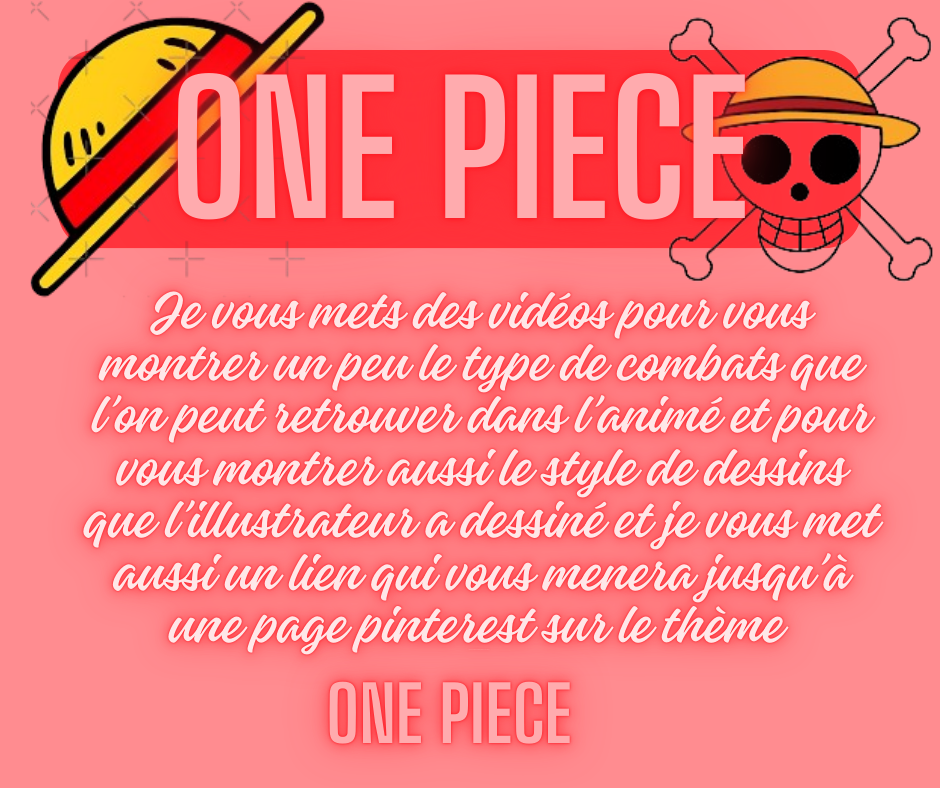 ONE PIECE
Je vous mets des vidéos pour vous
montrer un peu le type de combats que
l'on peut retrouver dans l'animé et pour
vous montrer aussi le style de dessins
que l'illustrateur a dessiné et je vous met
aussi un lien qui vous menera jusqu'à
une page pinterest sur le thème
ONE PIECE